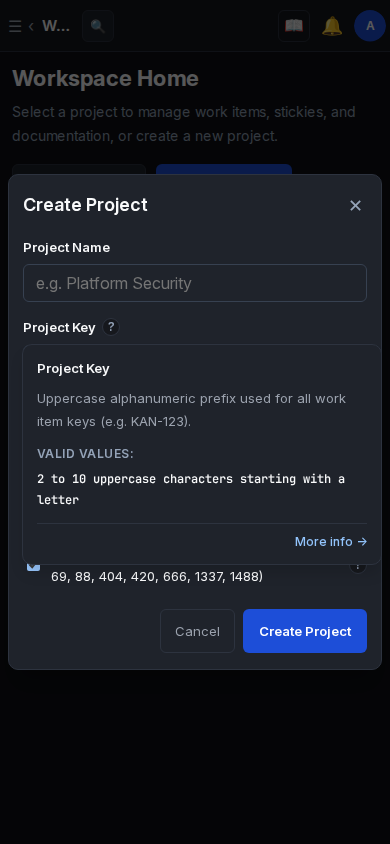 W...
A
Workspace Home
Select a project to manage work items, stickies, and
documentation, or create a new project.
Create Project
Project Name
e.g. Platform Security
Project Key ?
Project Key
Uppercase alphanumeric prefix used for all work
item keys (e.g. KAN-123).
VALID VALUES:
2 to 10 uppercase characters starting with a
letter
More info →
69, 88, 404, 420, 666, 1337, 1488)
Cancel
Create Project